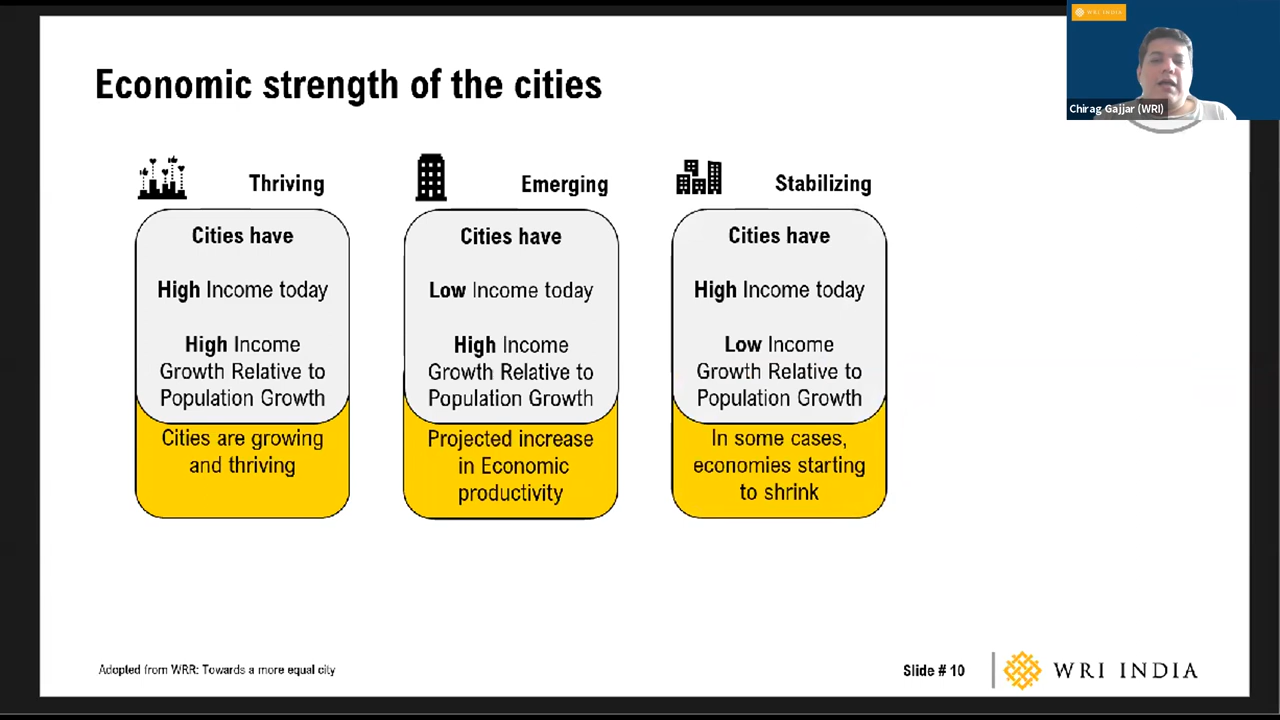 WRI INDIA
Chirag Gajjar (WRI)
Economic strength of the cities
Thriving
Cities have
High Income today
High Income
Growth Relative to
Population Growth
Cities are growing
and thriving
Emerging
Cities have
Low Income today
High Income
Growth Relative to
Population Growth
Projected increase
in Economic
productivity
Stabilizing
Cities have
High Income today
Low Income
Growth Relative to
Population Growth
In some cases,
economies starting
to shrink
Adopted from WRR: Towards a more equal city
Slide # 10
WRI INDIA